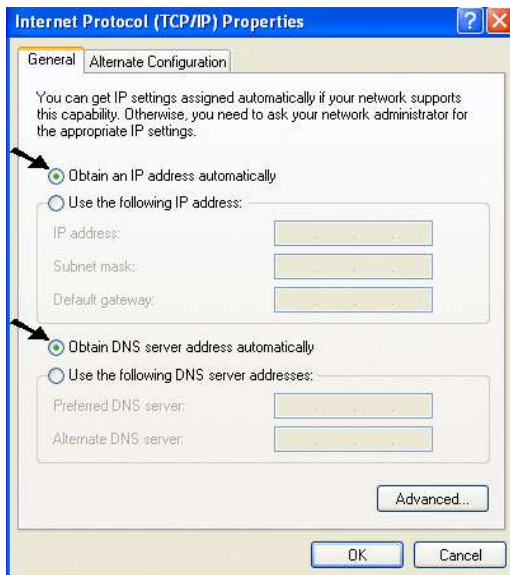 Internet Protocol (TCP/IP) Properties
General
Alternate Configuration
You can get IP settings assigned automatically if your network supports
this capability. Otherwise, you need to ask your network administrator for
the appropriate IP settings.
Obtain an IP address automatically
Use the following IP address:
IP address:
Subnet mask:
Default gateway:
Obtain DNS server address automatically
Use the following DNS server addresses:
Preferred DNS server:
Alternate DNS server:
Advanced...
OK
Cancel